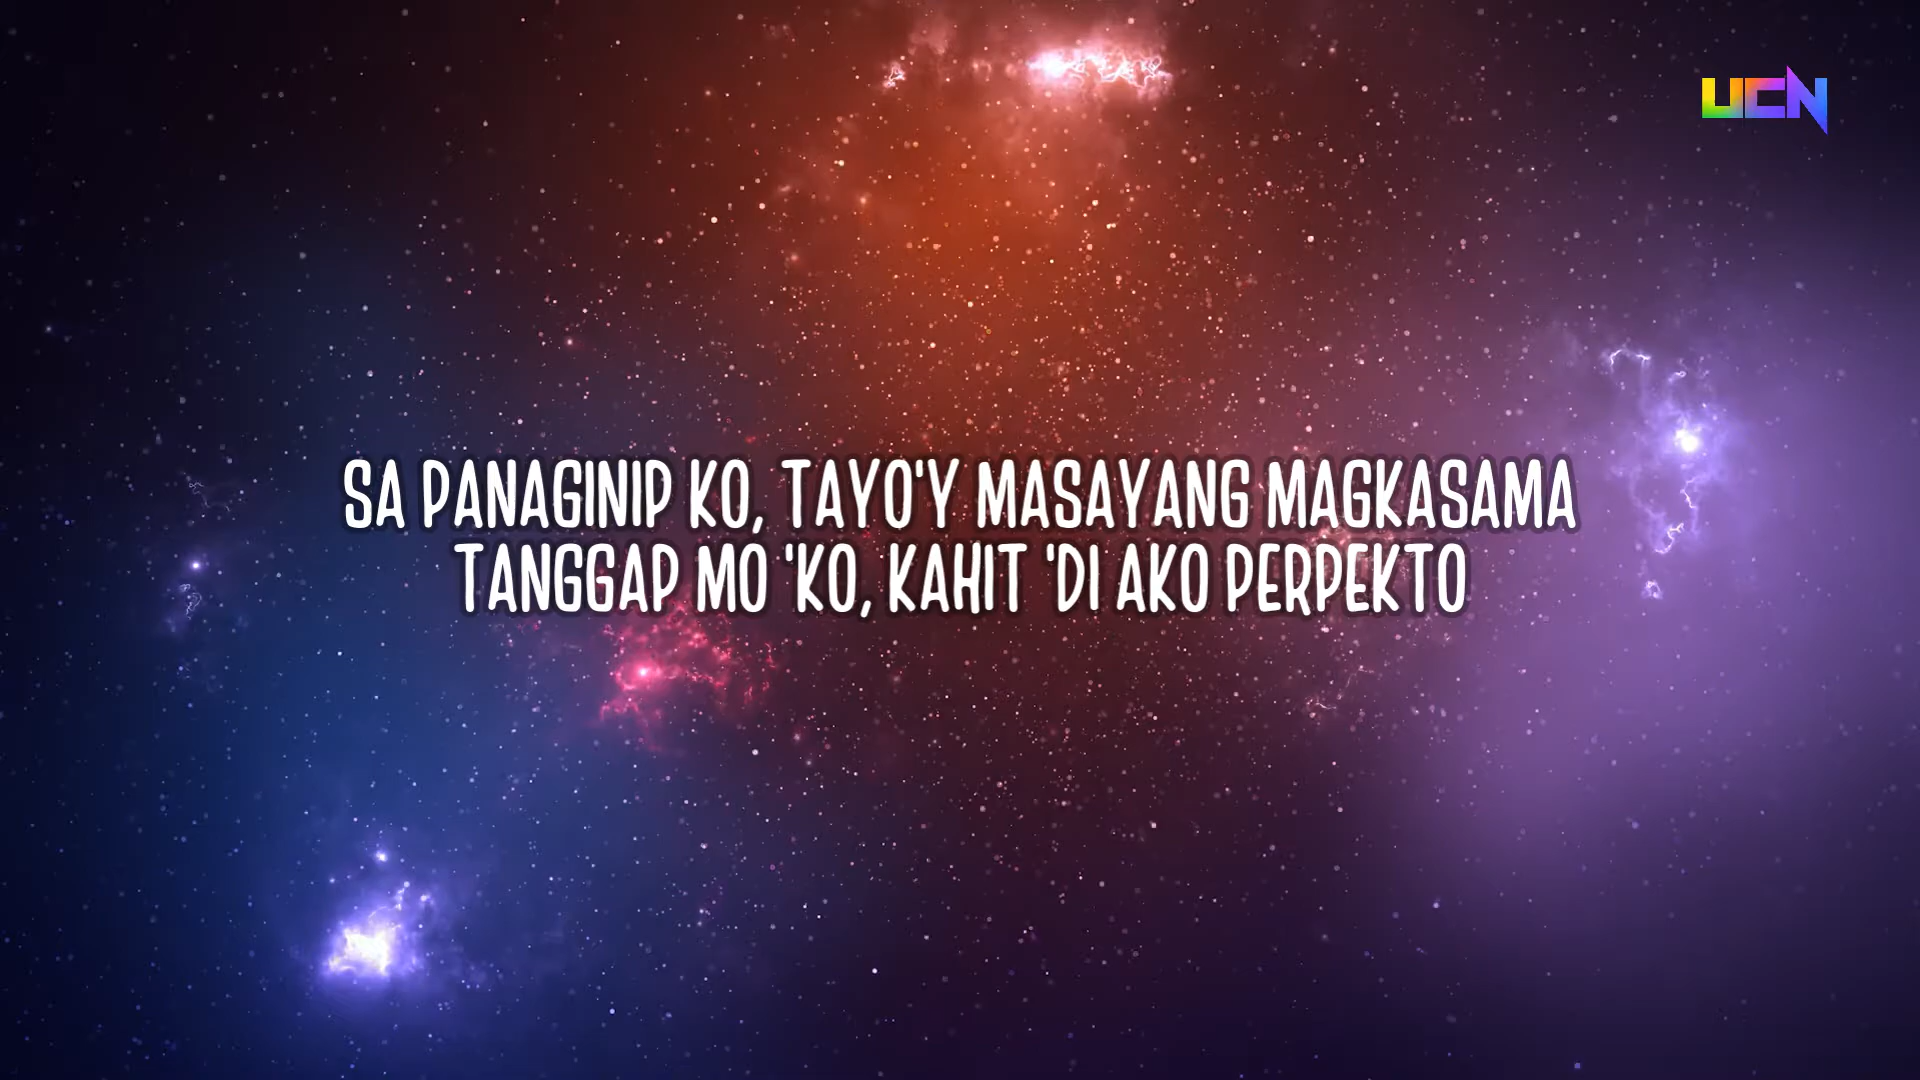 UCN
SA PANAGINIP KO, TAYO'Y MASAYANG MAGKASAMA
TANGGAP MO 'KO, KAHIT 'DI AKO PERPEKTO